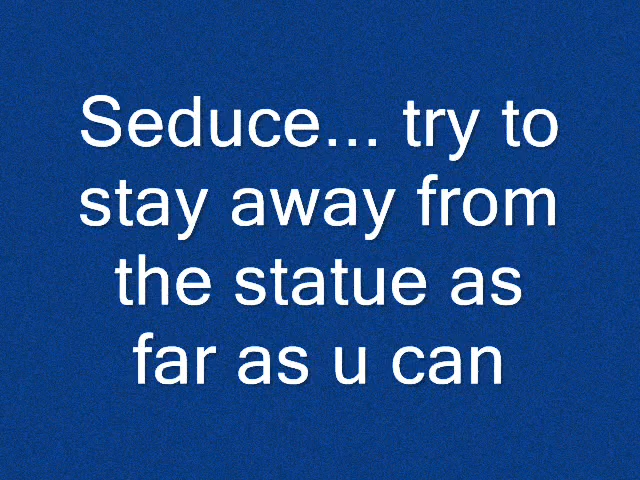 Seduce... try to
stay away from
the statue as
far as u can